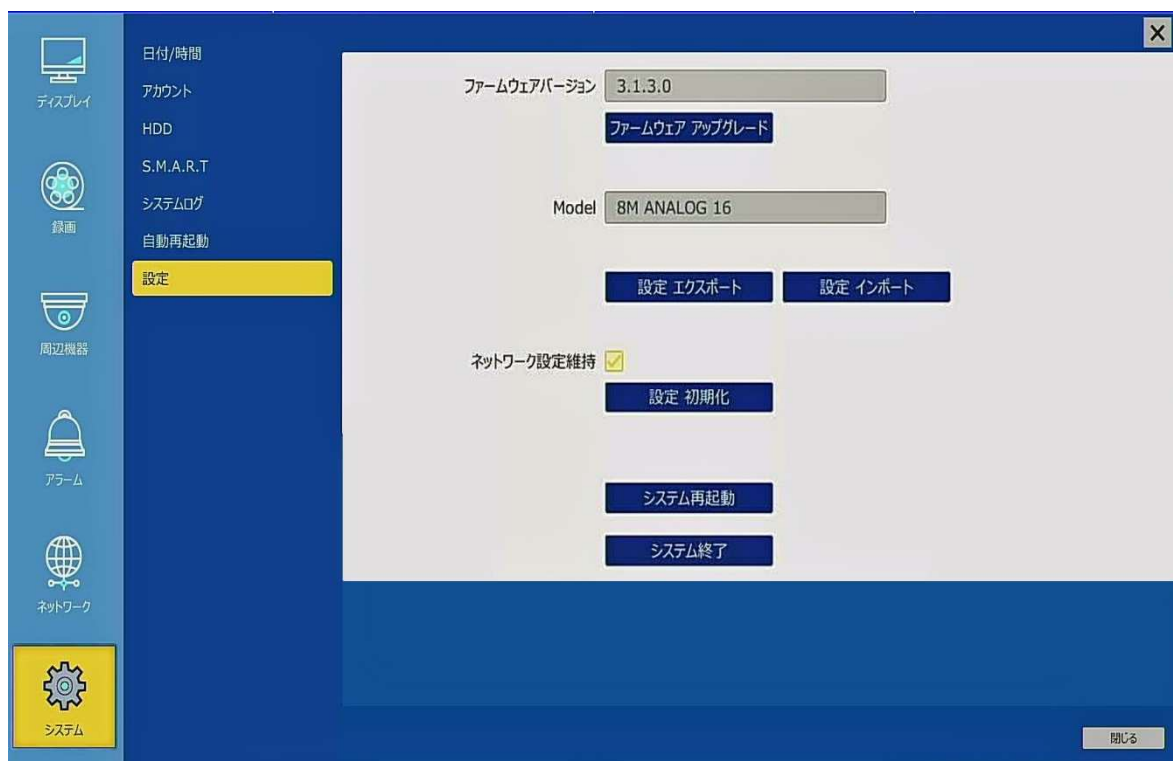 ディスプレイ
録画
周辺機器
アラーム
ネットワーク
システム
日付/時間
アカウント
HDD
S.M.A.R.T
システムログ
自動再起動
設定
ファームウェアバージョン 3.1.3.0
ファームウェア アップグレード
Model 8M ANALOG 16
設定 エクスポート 設定 インポート
ネットワーク設定維持
設定 初期化
システム再起動
システム終了
閉じる